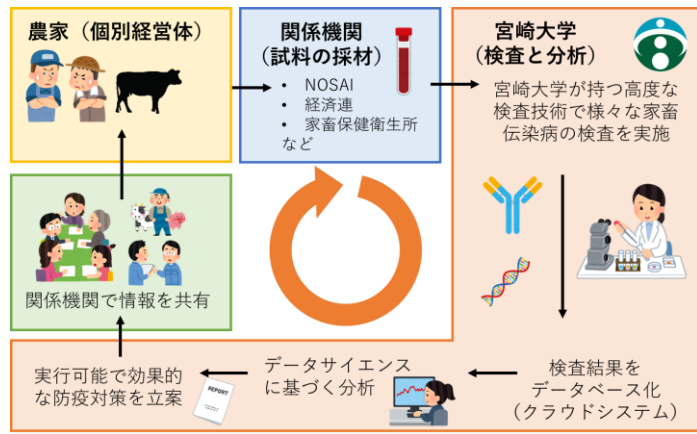 農家（個別経営体）
関係機関
（試料の採材）
• NOSAI
• 経済連
• 家畜保健衛生所
など
宮崎大学
（検査と分析）
宮崎大学が持つ高度な
検査技術で様々な家畜
伝染病の検査を実施
検査結果を
データベース化
（クラウドシステム）
データサイエンス
に基づく分析
実行可能で効果的
な防疫対策を立案
REPORT
関係機関で情報を共有